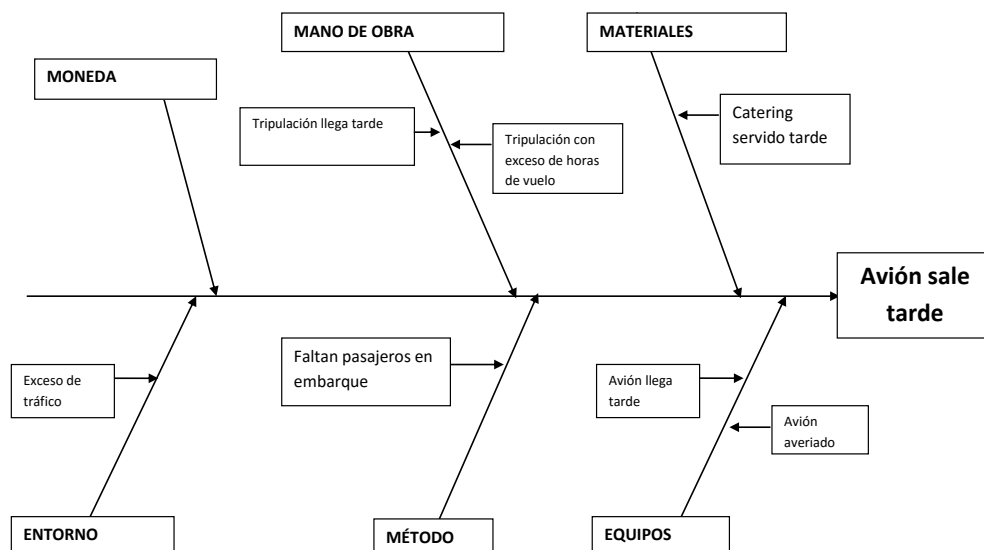 MANO DE OBRA
MATERIALES
MONEDA
Tripulación llega tarde
Tripulación con
exceso de horas
de vuelo
Catering
servido tarde
Avión sale
tarde
Exceso de
tráfico
Faltan pasajeros en
embarque
Avión llega
tarde
Avión
averiado
ENTORNO
MÉTODO
EQUIPOS